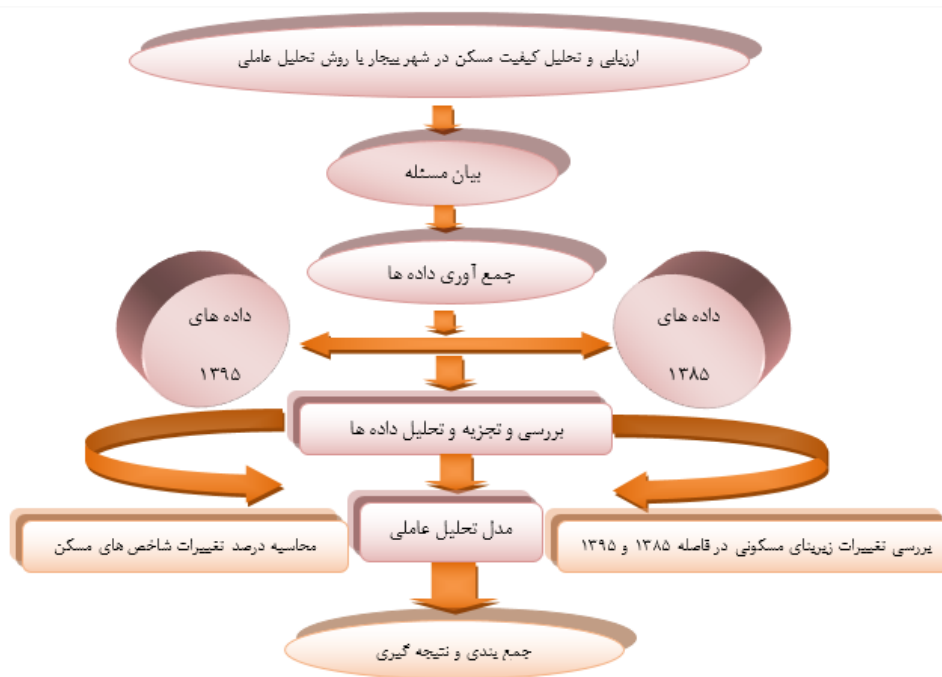 ارزیابی و تحلیل کیفیت مسکن در شهر بیجار با روش تحلیل عاملی
بیان مسئله
جمع آوری داده ها
داده های
۱۳۸۵
داده های
۱۳۹۵
بررسی و تجزیه و تحلیل داده ها
مدل تحلیل عاملی
بررسی تغییرات زیربنای مسکونی در فاصله ۱۳۸۵ و ۱۳۹۵
محاسبه درصد تغییرات شاخص های مسکن
جمع بندی و نتیجه گیری